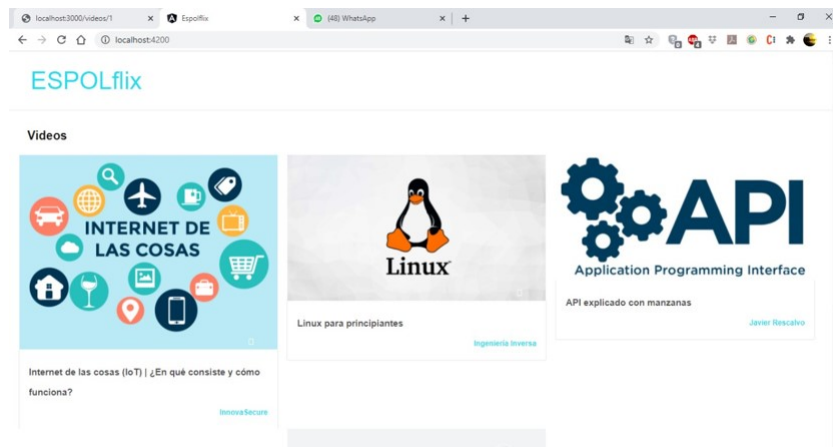 localhost:3000/videos/1
Espolflix
(48) WhatsApp
localhost:4200
ESPOLflix
Videos
INTERNET DE
LAS COSAS
Internet de las cosas (IoT) | ¿En qué consiste y cómo
funciona?
InnovaSecure
Linux
Linux para principiantes
Ingeniería Inversa
API
Application Programming Interface
API explicado con manzanas
Javier Rescalvo